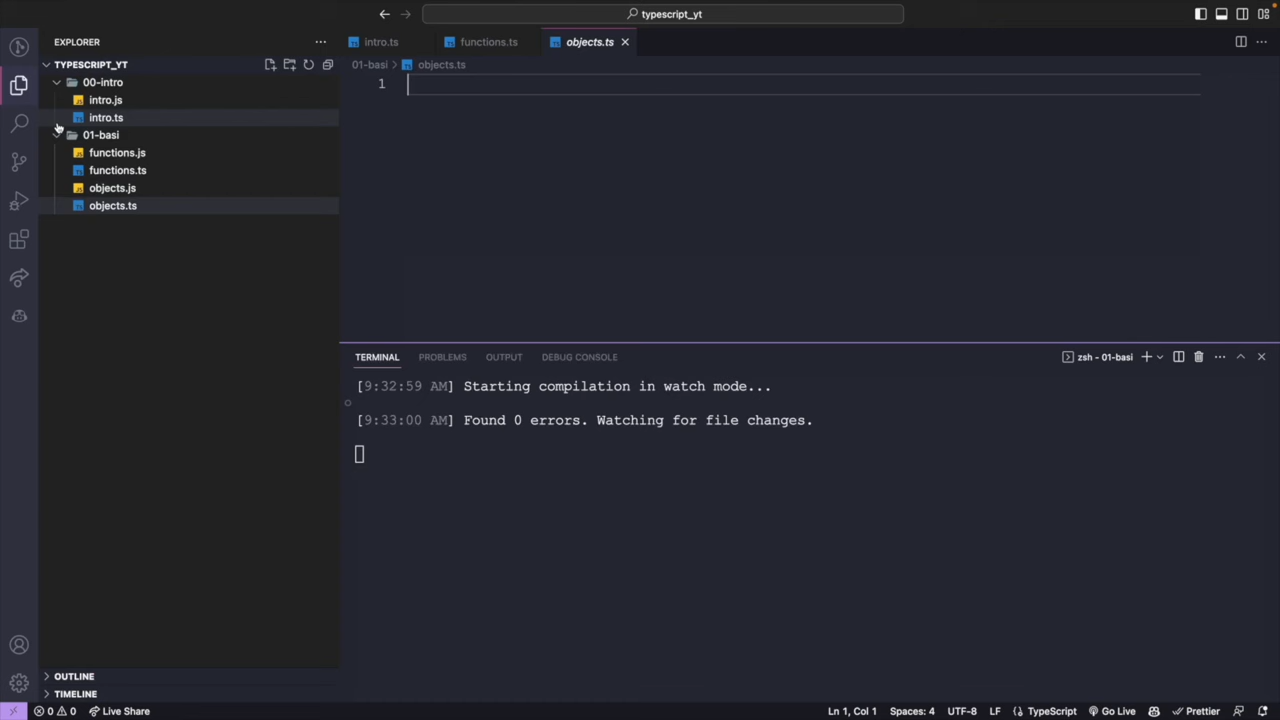 typescript_yt
EXPLORER
intro.ts
functions.ts
objects.ts
TYPESCRIPT_YT
01-basi > objects.ts
00-intro
1
intro.js
intro.ts
01-basi
functions.js
functions.ts
objects.js
objects.ts
TERMINAL
PROBLEMS
OUTPUT
DEBUG CONSOLE
zsh - 01-basi
[9:32:59 AM] Starting compilation in watch mode...
[9:33:00 AM] Found 0 errors. Watching for file changes.
OUTLINE
TIMELINE
0 0 Live Share
Ln 1, Col 1 Spaces: 4 UTF-8 LF TypeScript Go Live Prettier